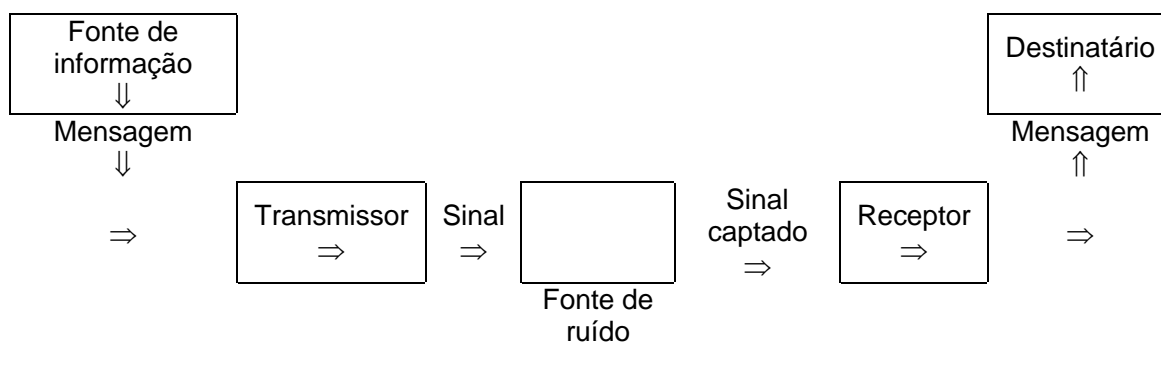 Fonte de
informação
⇓
Mensagem
⇓
⇒
Transmissor
⇒
Sinal
⇒
Fonte de
ruído
Sinal
captado
⇒
Receptor
⇒
⇒
Destinatário
⇑
Mensagem
⇑